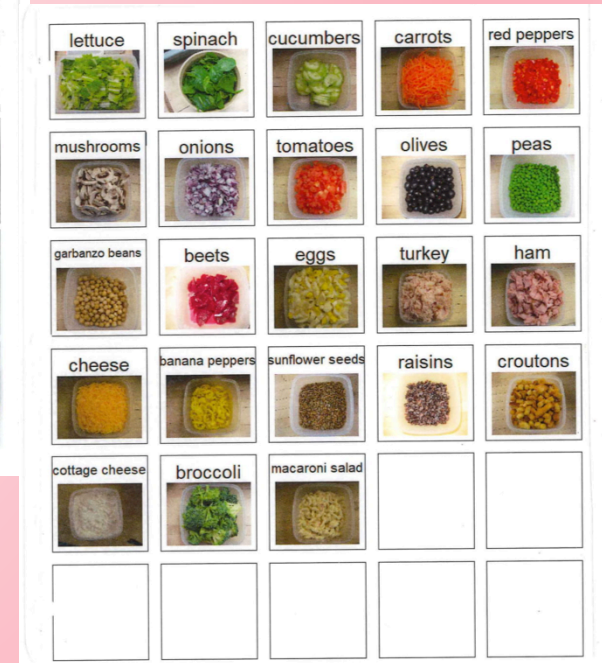 lettuce
spinach
cucumbers
carrots
red peppers
mushrooms
onions
tomatoes
olives
peas
garbanzo beans
beets
eggs
turkey
ham
cheese
banana peppers
sunflower seeds
raisins
croutons
cottage cheese
broccoli
macaroni salad